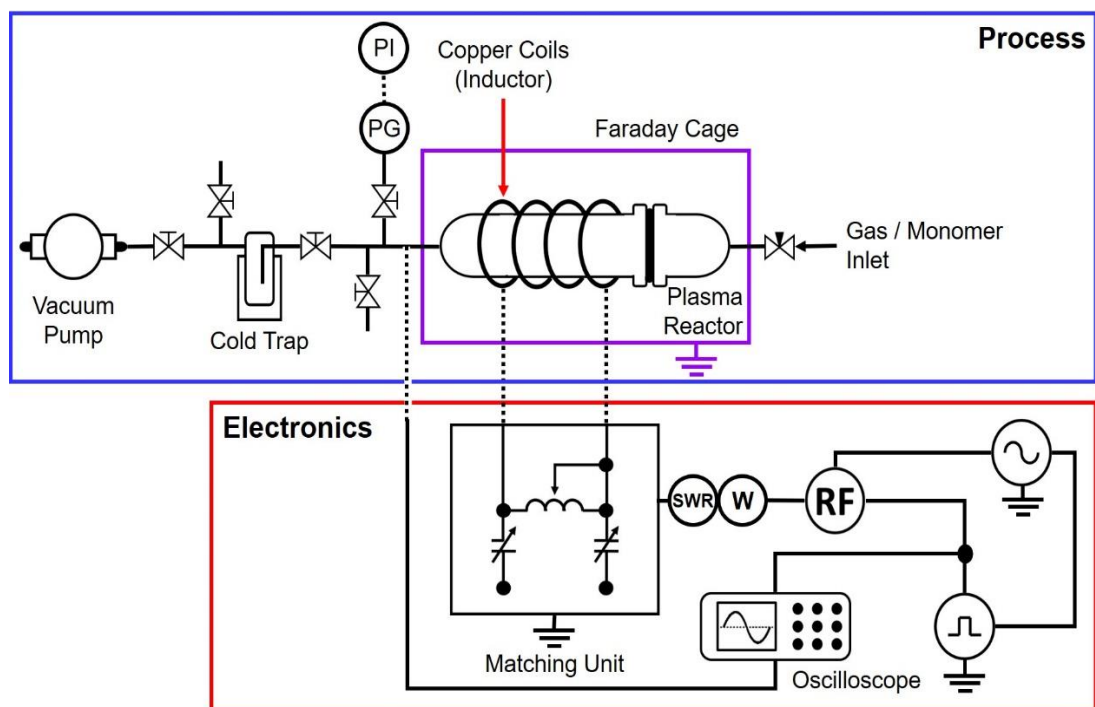 Process
PI
Copper Coils
(Inductor)
PG
Faraday Cage
Gas / Monomer
Inlet
Vacuum
Pump
Cold Trap
Plasma
Reactor
Electronics
SWR
W
RF
Matching Unit
Oscilloscope